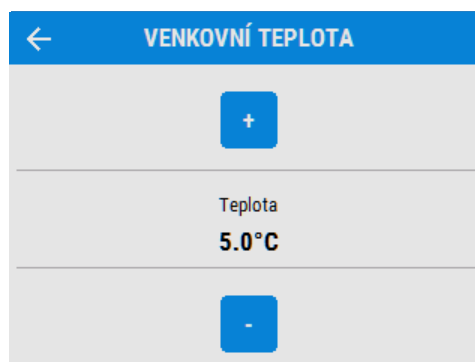 VENKOVNÍ TEPLOTA
+
Teplota
5.0°C
-